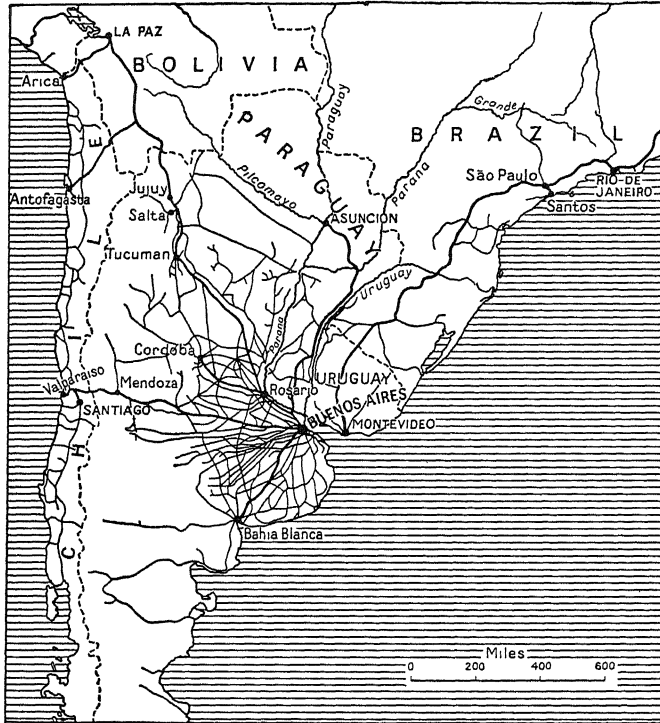 LA PAZ
BOLIVIA
Arica
PARAGUAY
Paraguay
Grande
BRAZIL
Pilcomayo
Parana
São Paulo
RIO DE
JANEIRO
Santos
Antofagasta
Jujuy
Salta
ASUNCIÓN
Tucuman
Uruguay
Parana
CHILE
Cordoba
Valparaiso
Mendoza
Rosario
URUGUAY
SANTIAGO
BUENOS AIRES
MONTEVIDEO
Bahia Blanca
Miles
0 200 400 600